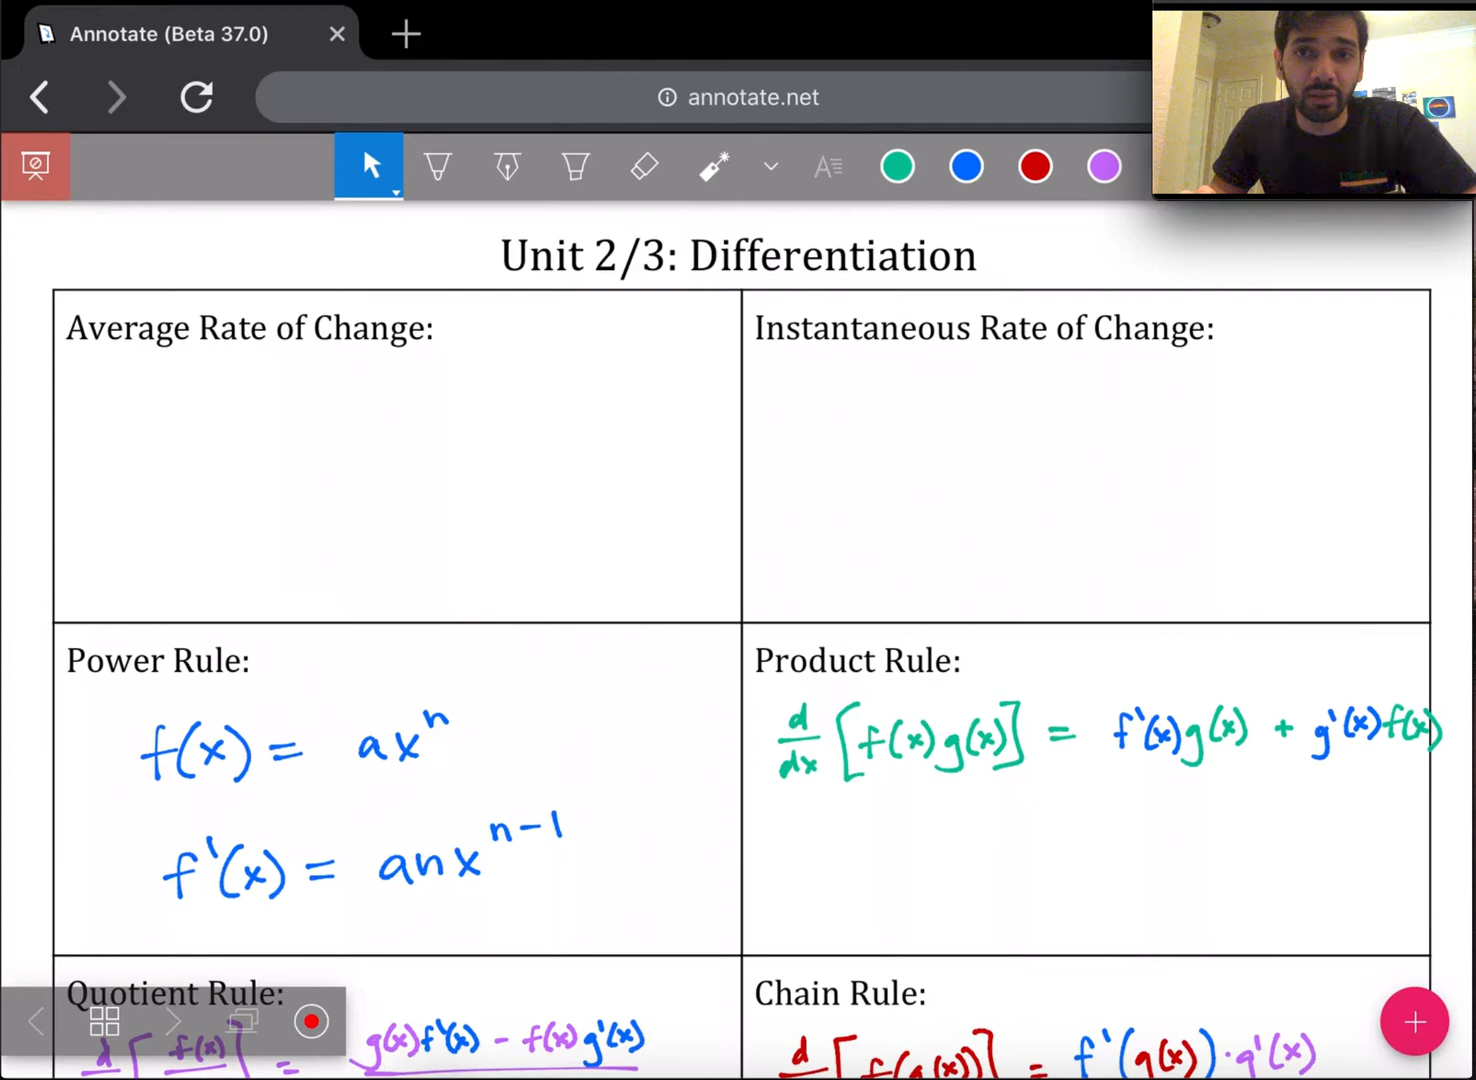 Annotate (Beta 37.0)
annotate.net
Unit 2/3: Differentiation
Average Rate of Change:
Instantaneous Rate of Change:
Power Rule:
f(x) = ax^n
f'(x) = anx^{n-1}
Product Rule:
d/dx [f(x)g(x)] = f'(x)g(x) + g'(x)f(x)
Quotient Rule:
d [f(x)] = g(x)f'(x) - f(x)g'(x)
Chain Rule:
d [f(g(x))] = f'(g(x))·g'(x)